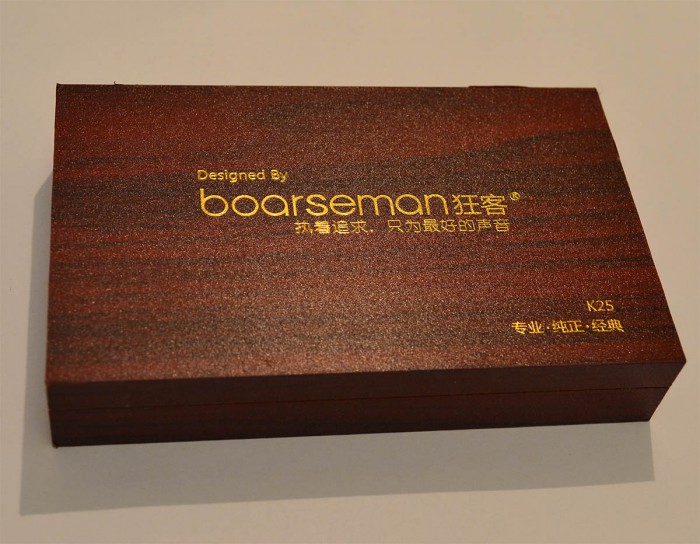 Designed By
boarseman狂客®
执着追求，只为最好的声音
K25
专业·纯正·经典